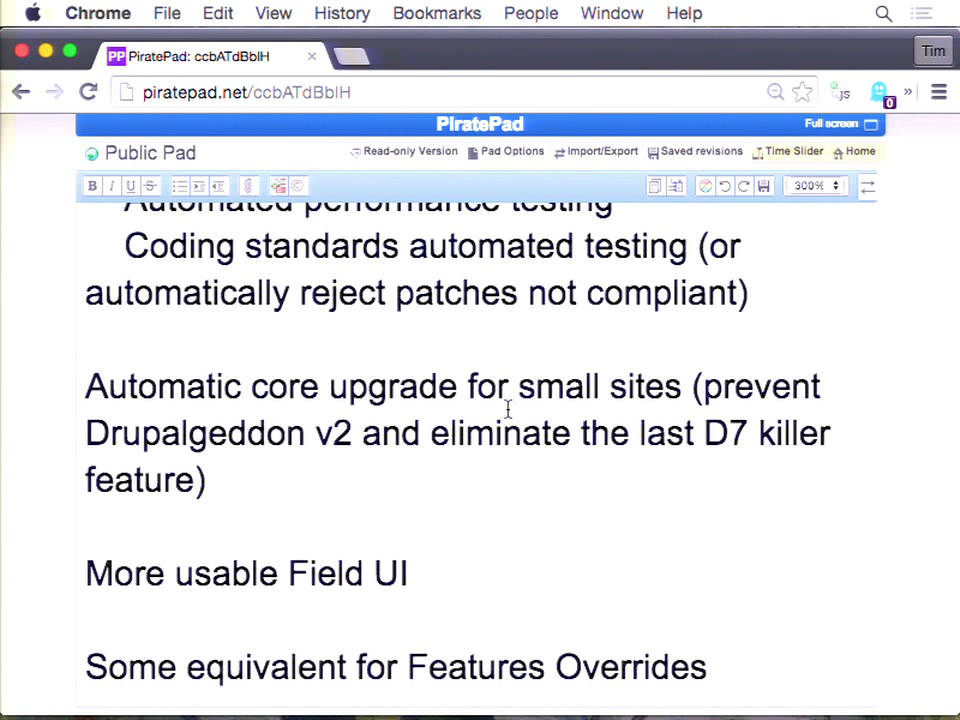 Chrome File Edit View History Bookmarks People Window Help
PP PiratePad: ccbATdBblH
Tim
piratepad.net/ccbATdBblH
js
0
»
PiratePad
Full screen
Public Pad
Read-only Version Pad Options Import/Export Saved revisions Time Slider Home
B I U S 300%
Automated performance testing
Coding standards automated testing (or
automatically reject patches not compliant)
Automatic core upgrade for small sites (prevent
Drupalgeddon v2 and eliminate the last D7 killer
feature)
More usable Field UI
Some equivalent for Features Overrides